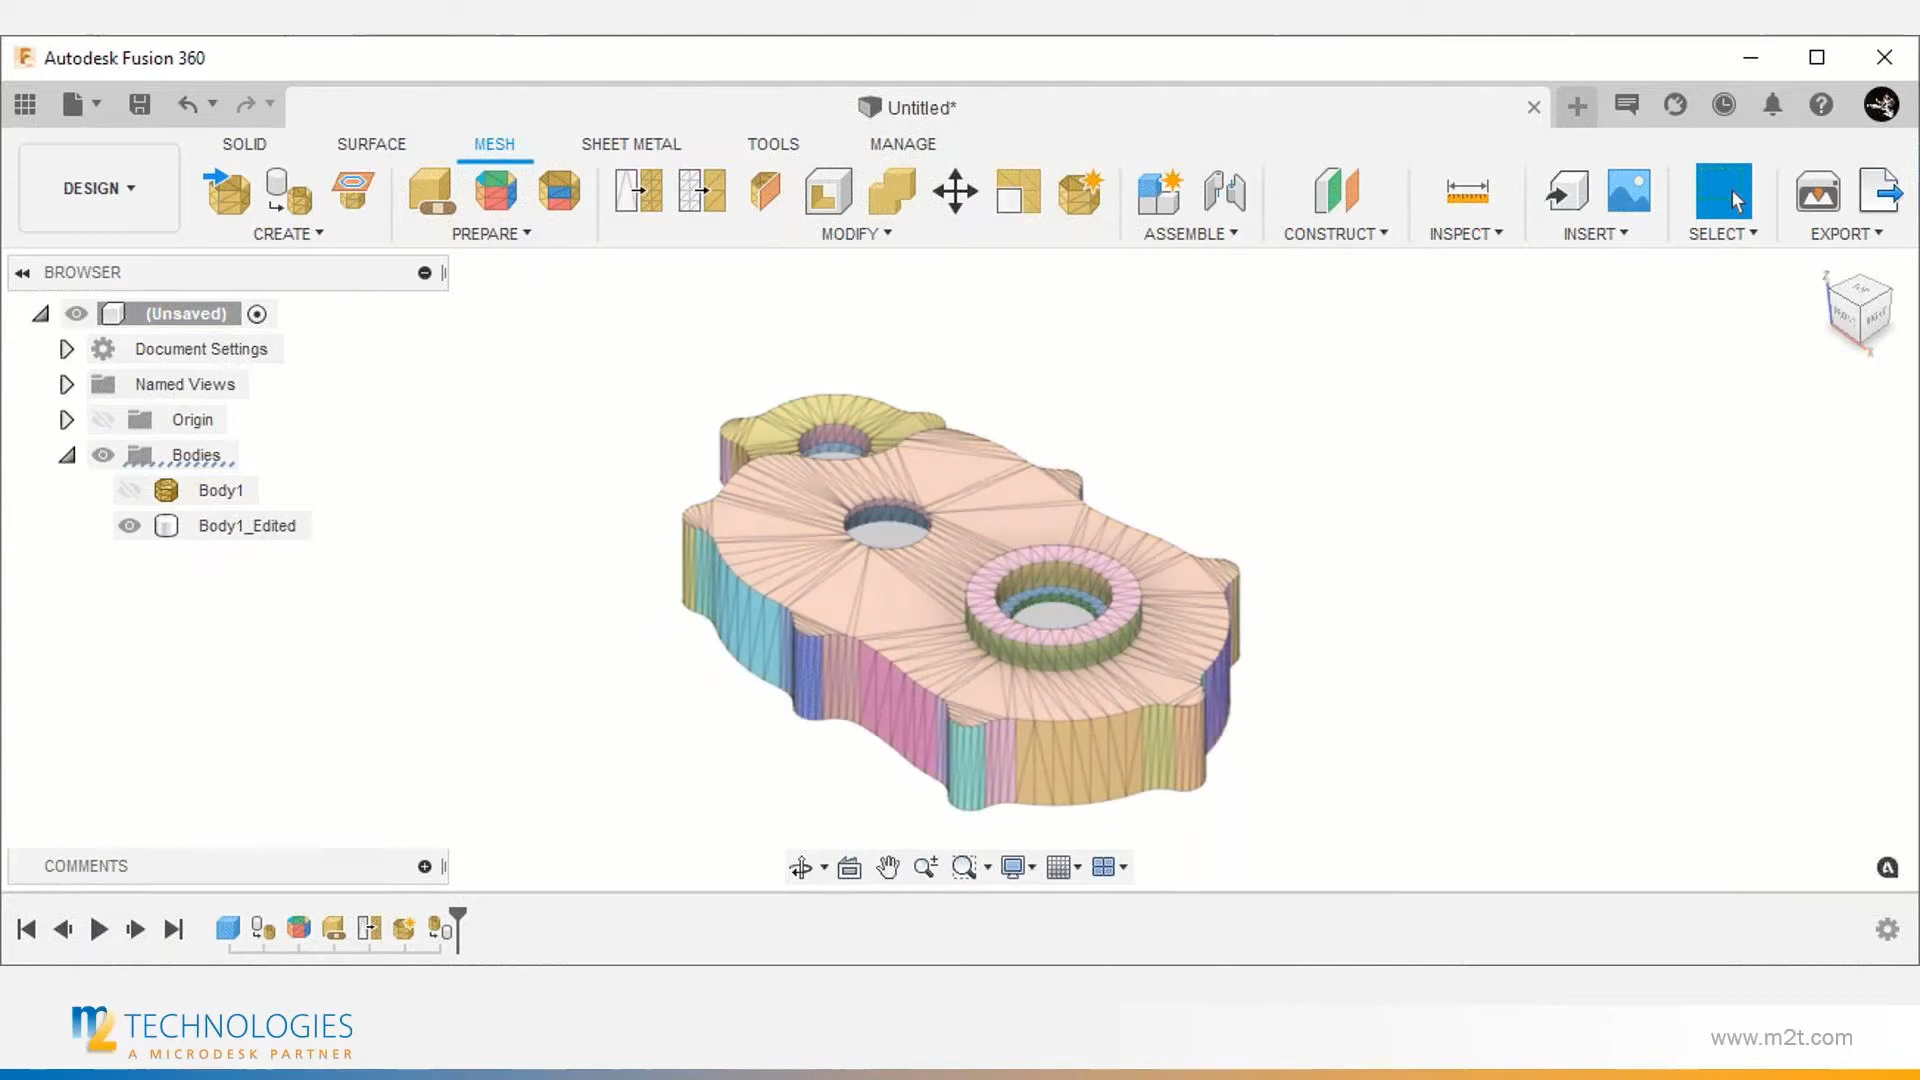 Autodesk Fusion 360
Untitled*
SOLID SURFACE MESH SHEET METAL TOOLS MANAGE
DESIGN
CREATE PREPARE MODIFY ASSEMBLE CONSTRUCT INSPECT INSERT SELECT EXPORT
BROWSER
(Unsaved)
Document Settings
Named Views
Origin
Bodies
Body1
Body1_Edited
Z
X
COMMENTS
m2 TECHNOLOGIES
A MICRODESK PARTNER
www.m2t.com